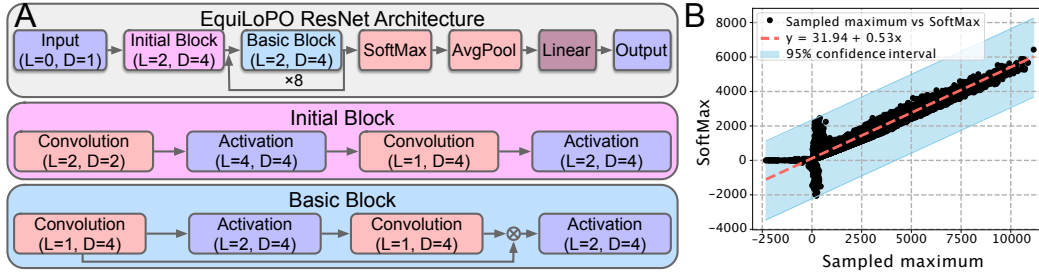 A
EquiLoPO ResNet Architecture
Input
(L=0, D=1)
Initial Block
(L=2, D=4)
Basic Block
(L=2, D=4)
SoftMax
AvgPool
Linear
Output
×8
Initial Block
Convolution
(L=2, D=2)
Activation
(L=4, D=4)
Convolution
(L=1, D=4)
Activation
(L=2, D=4)
Basic Block
Convolution
(L=1, D=4)
Activation
(L=2, D=4)
Convolution
(L=1, D=4)
Activation
(L=2, D=4)
B
Sampled maximum vs SoftMax
y = 31.94 + 0.53x
95% confidence interval
SoftMax
8000
6000
4000
2000
0
−2000
−4000
−2500 0 2500 5000 7500 10000
Sampled maximum